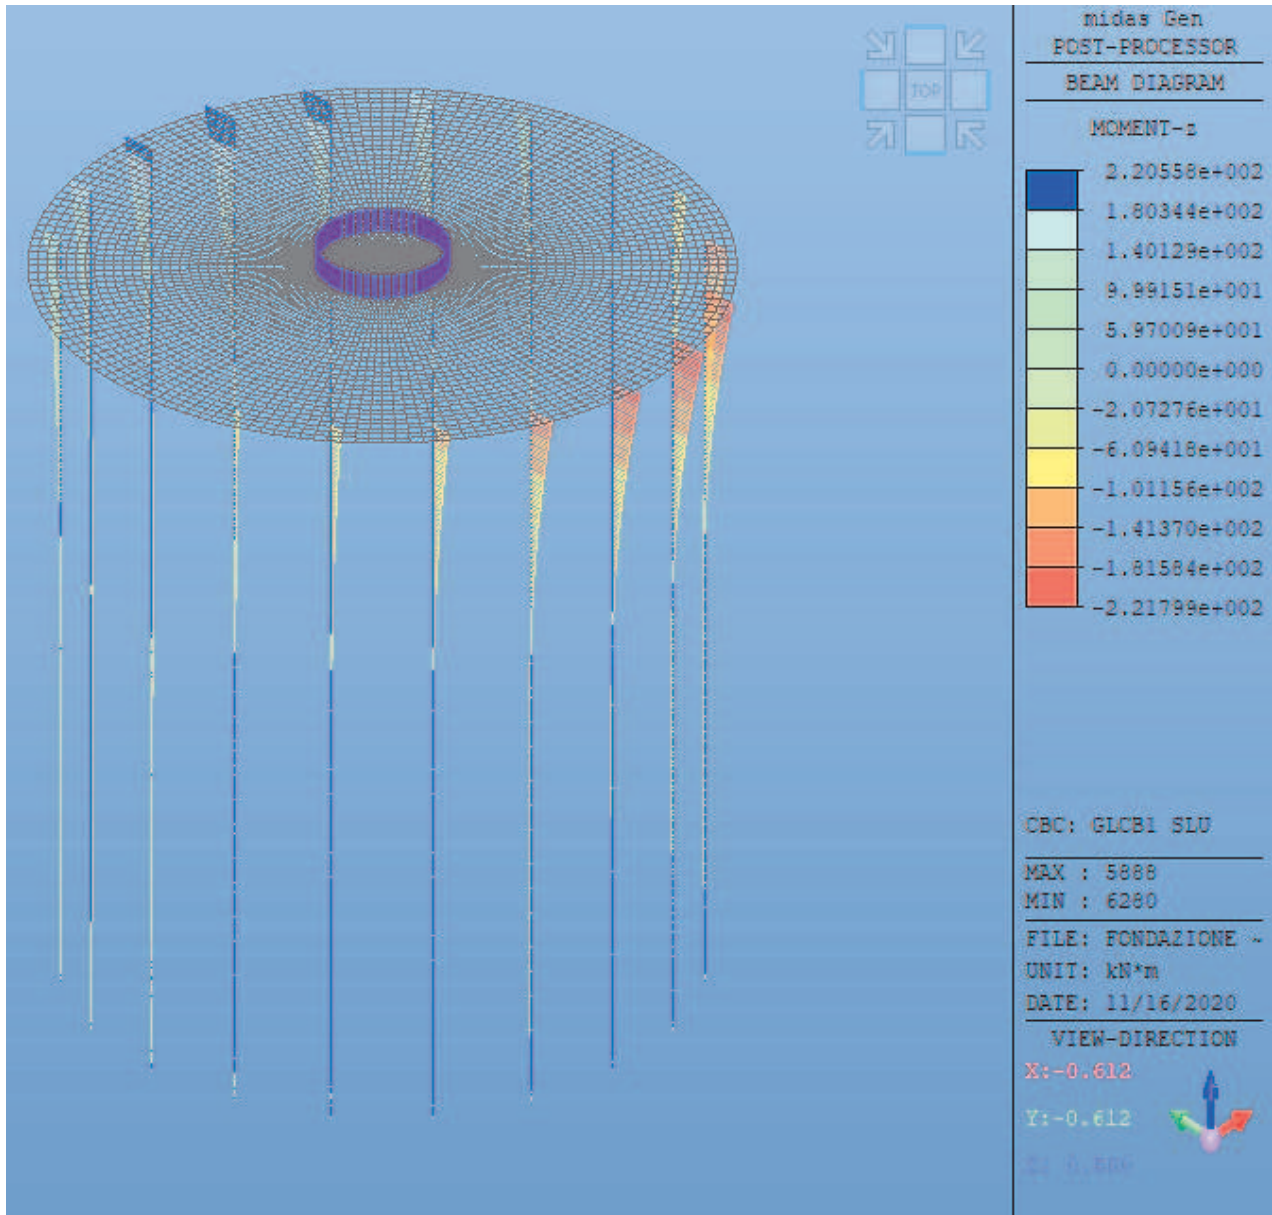 TOP
midas Gen
POST-PROCESSOR
BEAM DIAGRAM
MOMENT-z
2.20558e+002
1.80344e+002
1.40129e+002
9.99151e+001
5.97009e+001
0.00000e+000
-2.07276e+001
-6.09418e+001
-1.01156e+002
-1.41370e+002
-1.81584e+002
-2.21799e+002
CBC: GLCB1 SLU
MAX : 5888
MIN : 6280
FILE: FONDAZIONE ~
UNIT: kN*m
DATE: 11/16/2020
VIEW-DIRECTION
X:-0.612
Y:-0.612